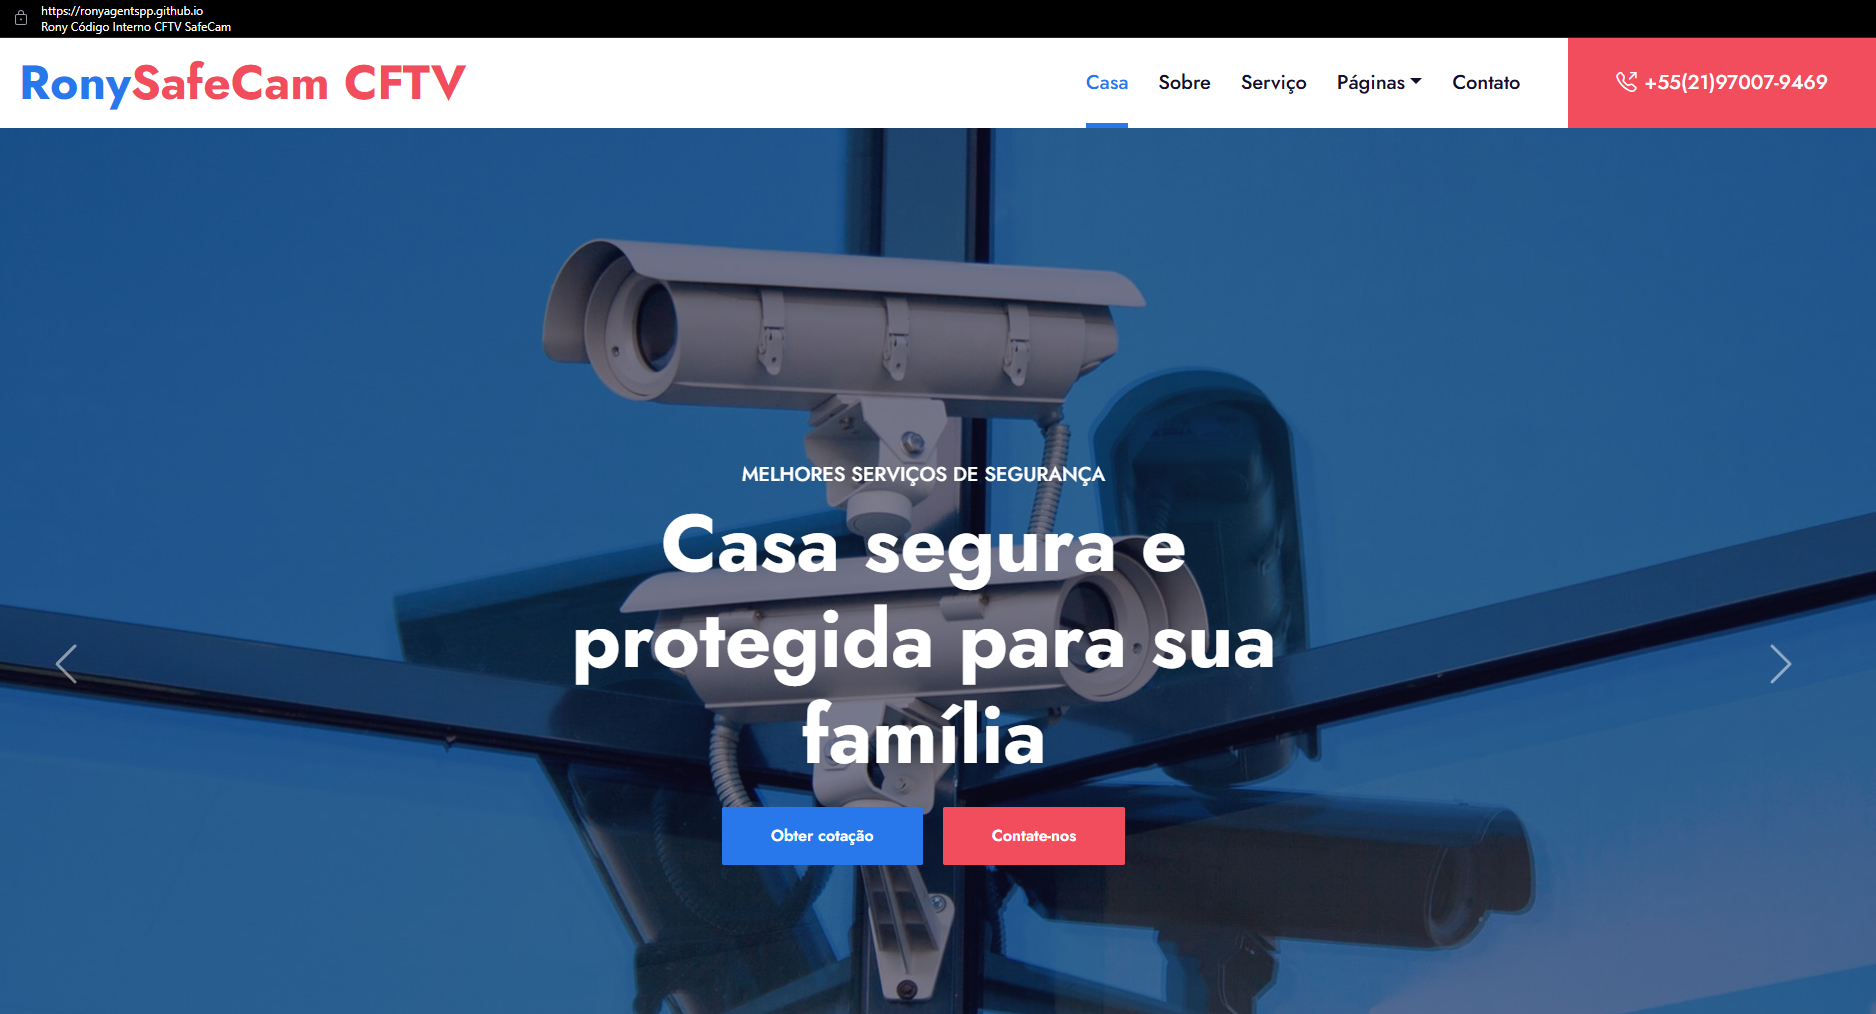 https://ronyagentspp.github.io
Rony Código Interno CFTV SafeCam
RonySafeCam CFTV
Casa Sobre Serviço Páginas Contato +55(21)97007-9469
MELHORES SERVIÇOS DE SEGURANÇA
Casa segura e
protegida para sua
família
Obter cotação Contate-nos